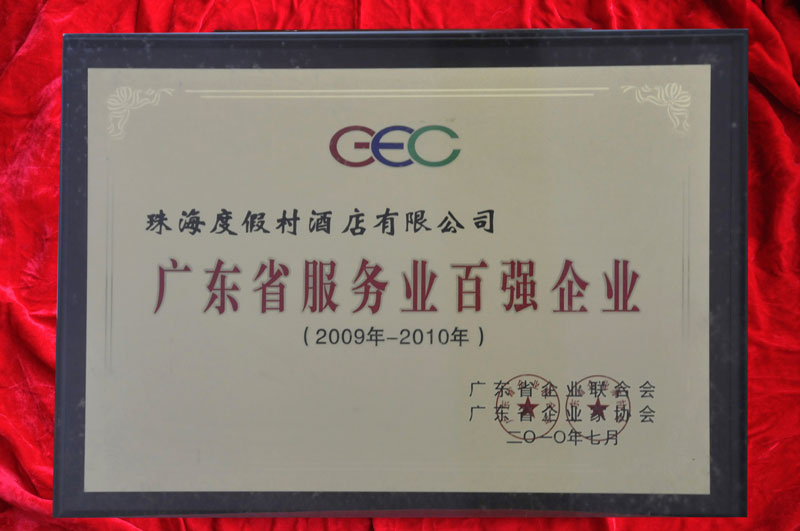 GEC
珠海度假村酒店有限公司
广东省服务业百强企业
（2009年-2010年）
广东省企业联合会
广东省企业家协会
二〇一〇年七月